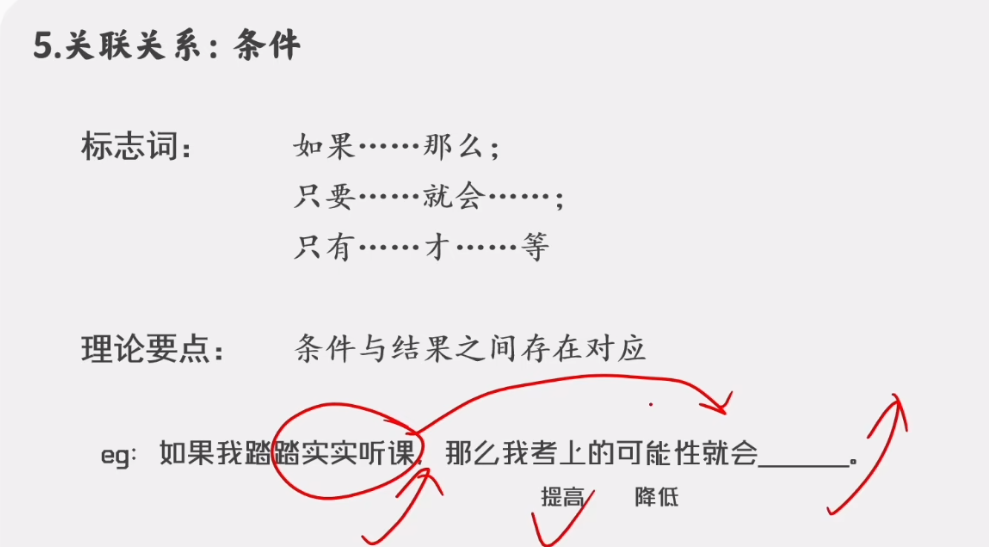 5.关联关系：条件
标志词： 如果……那么；
只要……就会……；
只有……才……等
理论要点： 条件与结果之间存在对应
eg: 如果我踏踏实实听课，那么我考上的可能性就会______。
提高 降低